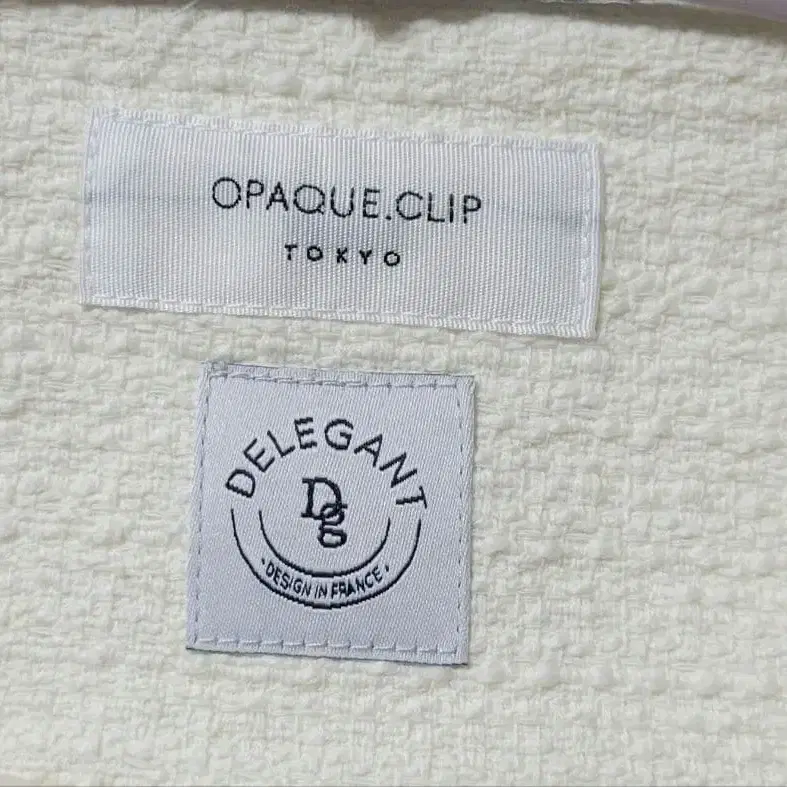 OPAQUE.CLIP
TOKYO
DELEGANT
Dg
· DESIGN IN FRANCE ·